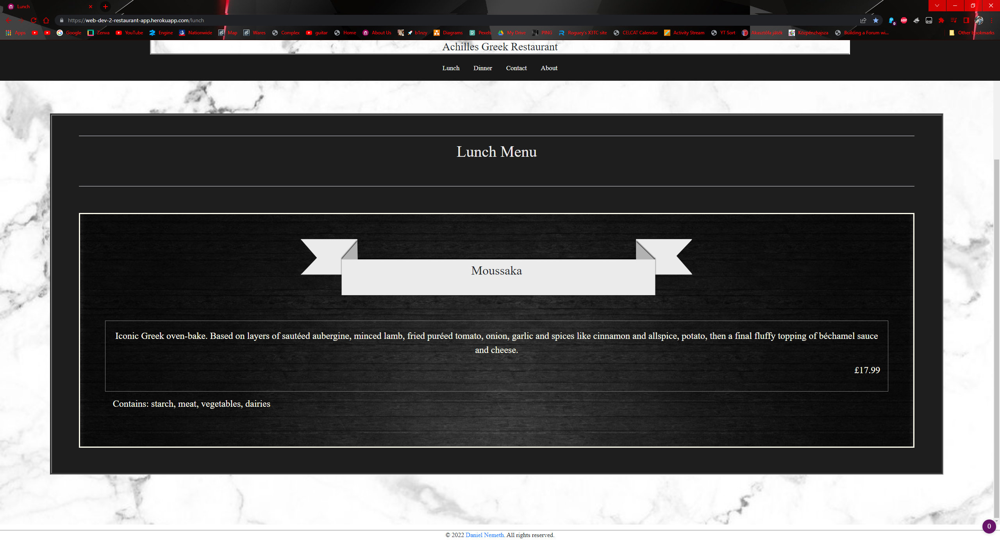 Lunch
https://web-dev-2-restaurant-app.herokuapp.com/lunch
0
ABP
Apps Google Zenva YouTube Engine Nationwide Map Wares Complex guitar Home About Us b1nzy Diagrams Pexels My Drive PING Roguey's X3TC site CELCAT Calendar Activity Stream YT Sort Akasztófa játék Középénzhajsza Building a Forum wi... Other bookmarks
Achilles Greek Restaurant
Lunch Dinner Contact About
Lunch Menu
Moussaka
Iconic Greek oven-bake. Based on layers of sautéed aubergine, minced lamb, fried puréed tomato, onion, garlic and spices like cinnamon and allspice, potato, then a final fluffy topping of béchamel sauce
and cheese.
£17.99
Contains: starch, meat, vegetables, dairies
0
© 2022 Daniel Nemeth. All rights reserved.